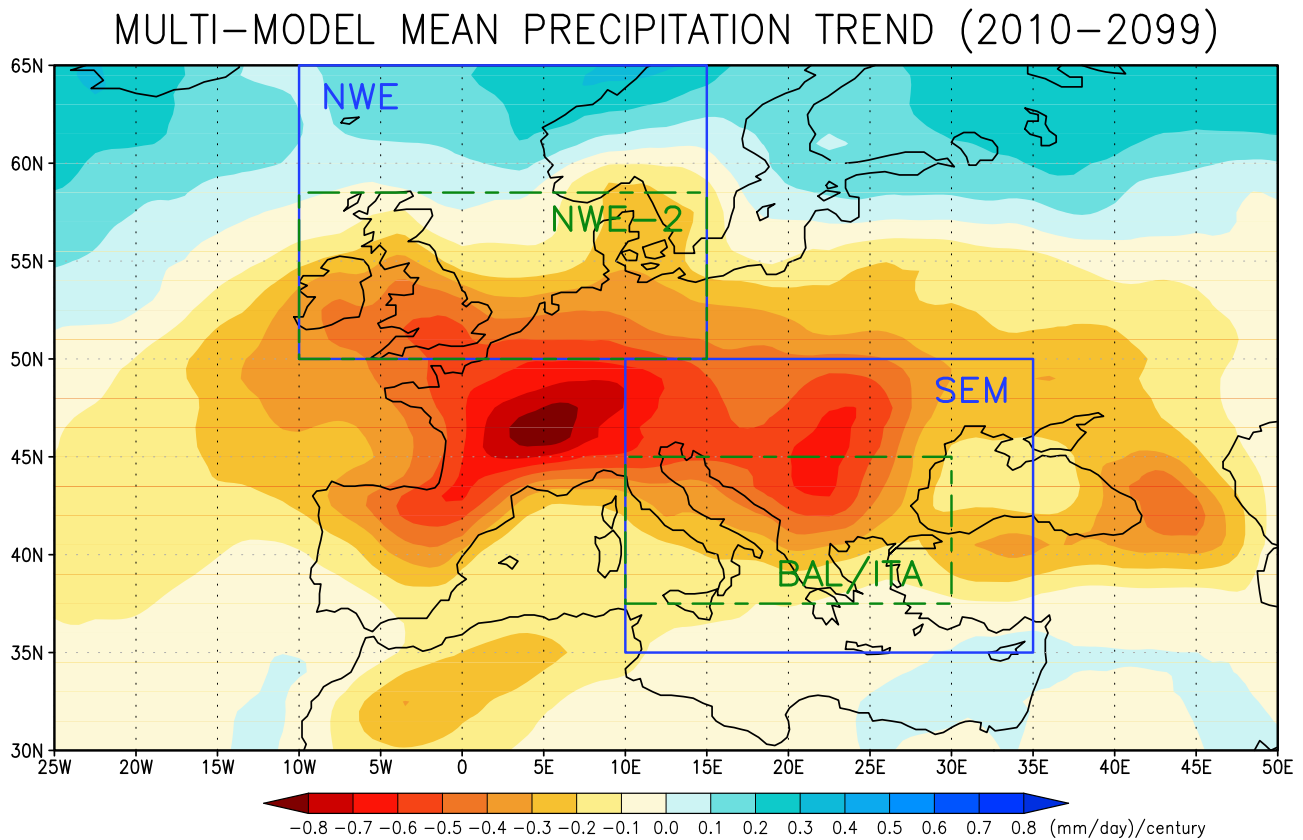 MULTI-MODEL MEAN PRECIPITATION TREND (2010-2099)
65N
NWE
60N
NWE-2
55N
50N
SEM
45N
40N
BAL/ITA
35N
30N
25W 20W 15W 10W 5W 0 5E 10E 15E 20E 25E 30E 35E 40E 45E 50E
-0.8 -0.7 -0.6 -0.5 -0.4 -0.3 -0.2 -0.1 0.0 0.1 0.2 0.3 0.4 0.5 0.6 0.7 0.8 (mm/day)/century